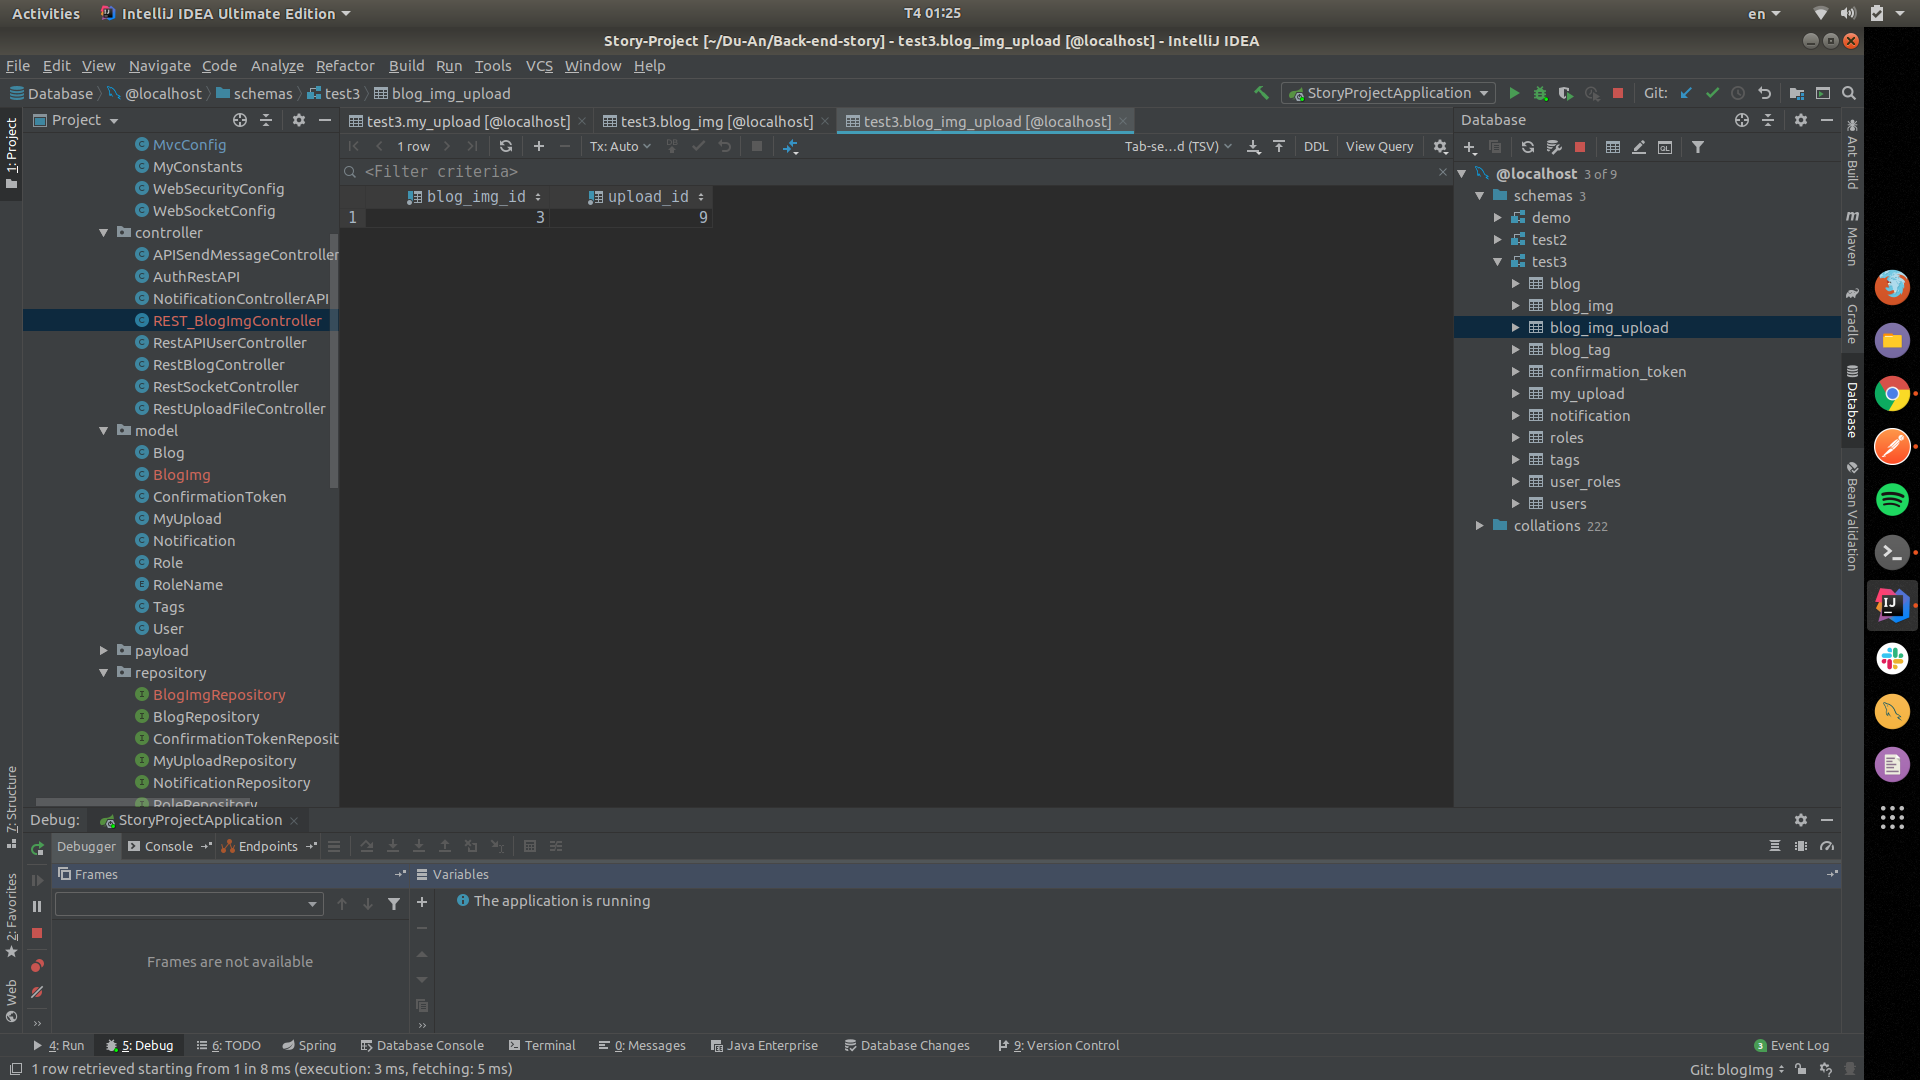 Activities
IntelliJ IDEA Ultimate Edition
T4 01:25
en
Story-Project [~/Du-An/Back-end-story] - test3.blog_img_upload [@localhost] - IntelliJ IDEA
File Edit View Navigate Code Analyze Refactor Build Run Tools VCS Window Help
Database @localhost schemas test3 blog_img_upload
StoryProjectApplication
Git:
1: Project
Project
MvcConfig
MyConstants
WebSecurityConfig
WebSocketConfig
controller
APISendMessageController
AuthRestAPI
NotificationControllerAPI
REST_BlogImgController
RestAPIUserController
RestBlogController
RestSocketController
RestUploadFileController
model
Blog
BlogImg
ConfirmationToken
MyUpload
Notification
Role
RoleName
Tags
User
payload
repository
BlogImgRepository
BlogRepository
ConfirmationTokenReposit
MyUploadRepository
NotificationRepository
RoleRepository
7: Structure
2: Favorites
Web
test3.my_upload [@localhost]
test3.blog_img [@localhost]
test3.blog_img_upload [@localhost]
1 row
Tx: Auto
DB
Tab-se...d (TSV)
DDL
View Query
<Filter criteria>
blog_img_id upload_id
1 3 9
Database
QL
@localhost 3 of 9
schemas 3
demo
test2
test3
blog
blog_img
blog_img_upload
blog_tag
confirmation_token
my_upload
notification
roles
tags
user_roles
users
collations 222
Ant Build
m Maven
Gradle
Database
Bean Validation
IJ
Debug: StoryProjectApplication
Debugger Console Endpoints
Frames
Variables
The application is running
Frames are not available
4: Run 5: Debug 6: TODO Spring Database Console Terminal 0: Messages Java Enterprise Database Changes 9: Version Control
3 Event Log
1 row retrieved starting from 1 in 8 ms (execution: 3 ms, fetching: 5 ms)
Git: blogImg